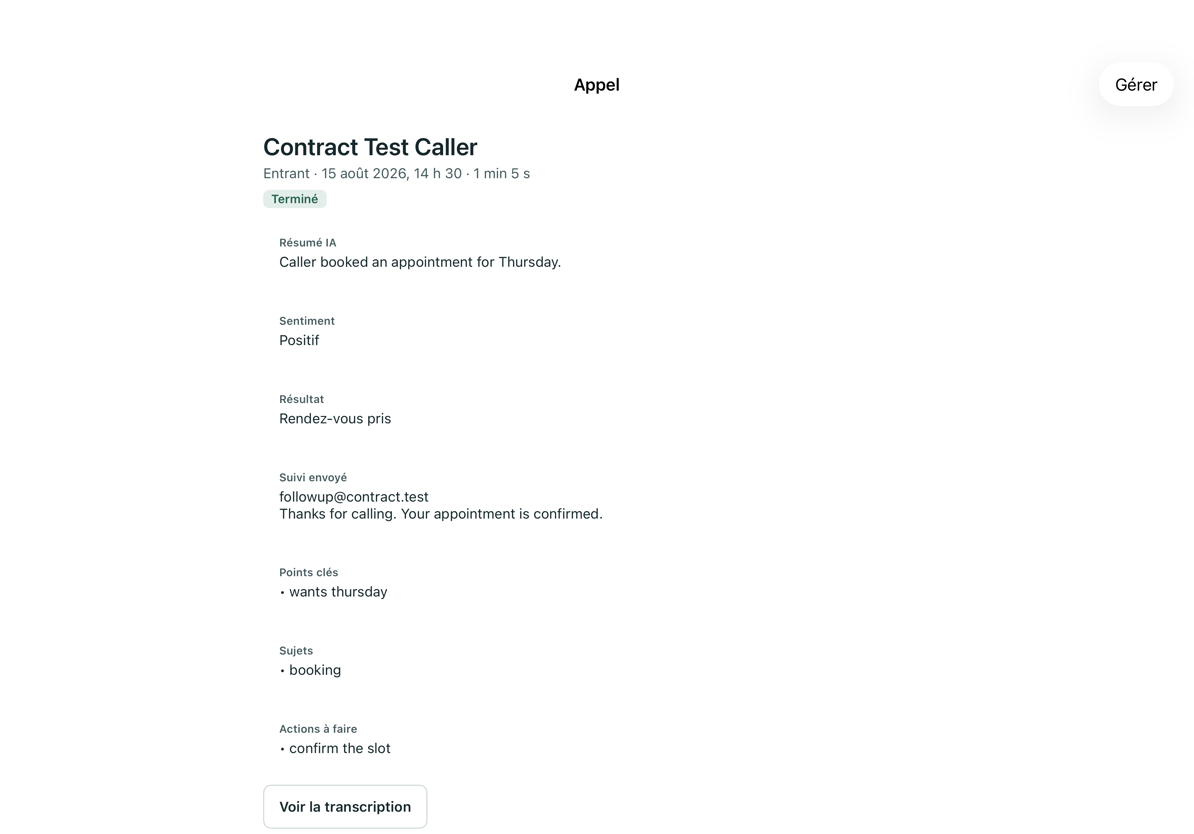 Appel
Gérer
Contract Test Caller
Entrant · 15 août 2026, 14 h 30 · 1 min 5 s
Terminé
Résumé IA
Caller booked an appointment for Thursday.
Sentiment
Positif
Résultat
Rendez-vous pris
Suivi envoyé
followup@contract.test
Thanks for calling. Your appointment is confirmed.
Points clés
• wants thursday
Sujets
• booking
Actions à faire
• confirm the slot
Voir la transcription